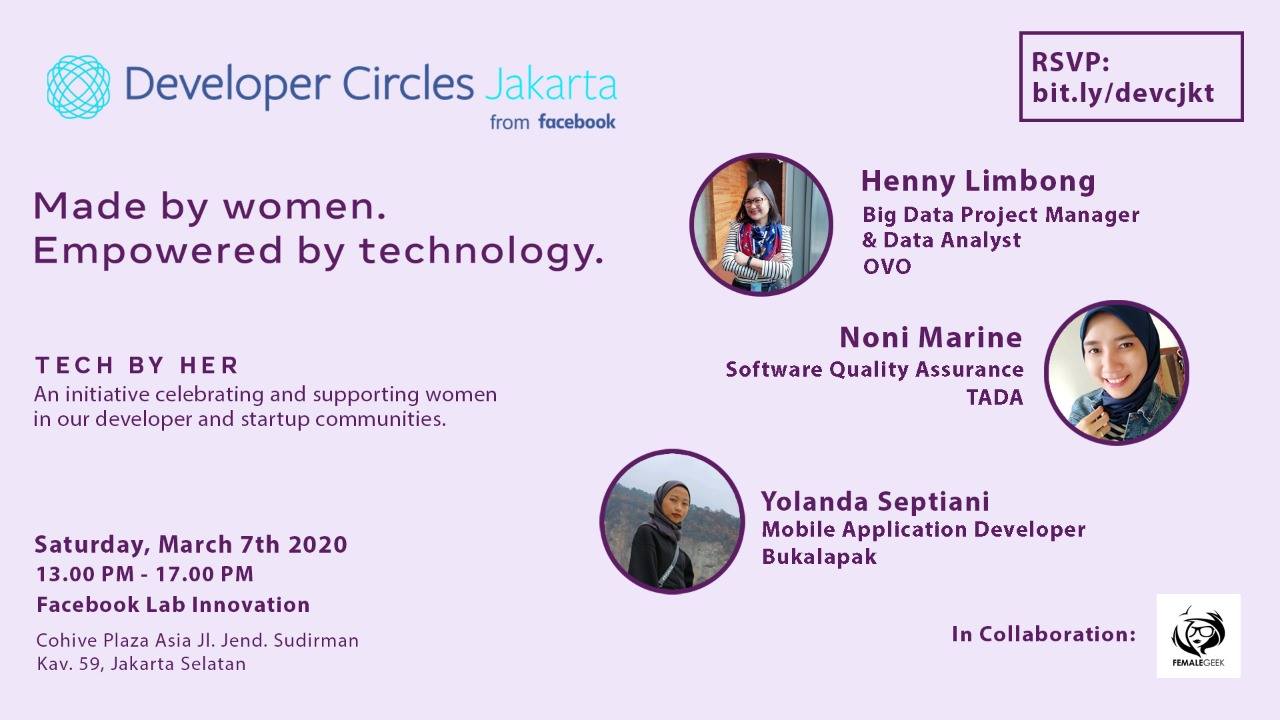 Developer Circles Jakarta
from facebook
RSVP:
bit.ly/devcjkt
Made by women.
Empowered by technology.
TECH BY HER
An initiative celebrating and supporting women
in our developer and startup communities.
Saturday, March 7th 2020
13.00 PM - 17.00 PM
Facebook Lab Innovation
Cohive Plaza Asia Jl. Jend. Sudirman
Kav. 59, Jakarta Selatan
Henny Limbong
Big Data Project Manager
& Data Analyst
OVO
Noni Marine
Software Quality Assurance
TADA
Yolanda Septiani
Mobile Application Developer
Bukalapak
In Collaboration:
FEMALEGEEK